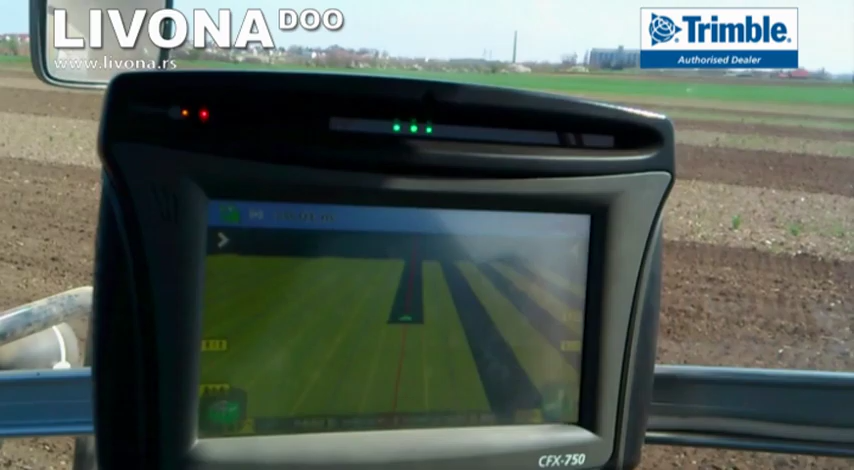 LIVONA DOO
www.livona.rs
Trimble
Authorised Dealer
CFX-750